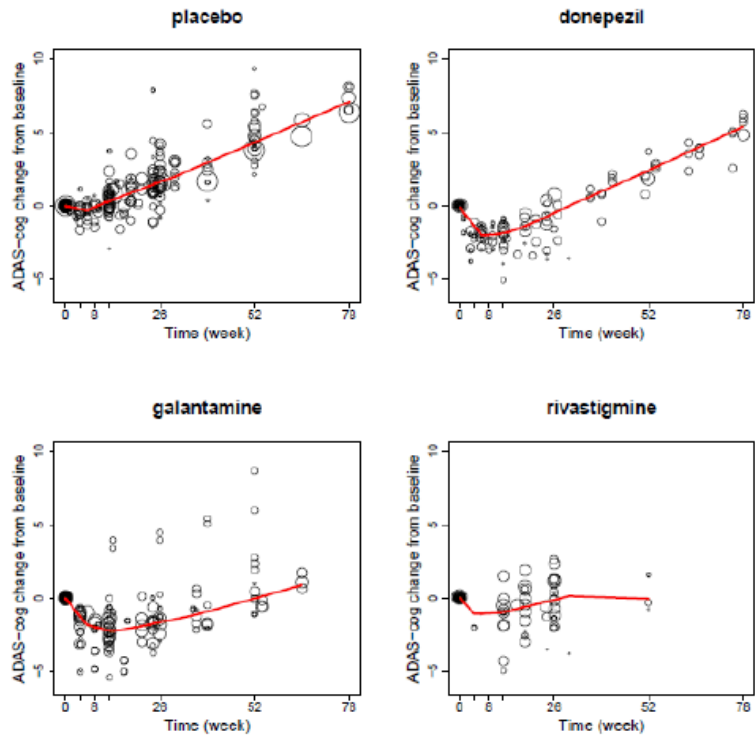 placebo
donepezil
ADAS-cog change from baseline
10
5
0
-5
0 8 26 52 78
Time (week)
ADAS-cog change from baseline
10
5
0
-5
0 8 26 52 78
Time (week)
galantamine
rivastigmine
ADAS-cog change from baseline
10
5
0
-5
0 8 26 52 78
Time (week)
ADAS-cog change from baseline
10
5
0
-5
0 8 26 52 78
Time (week)